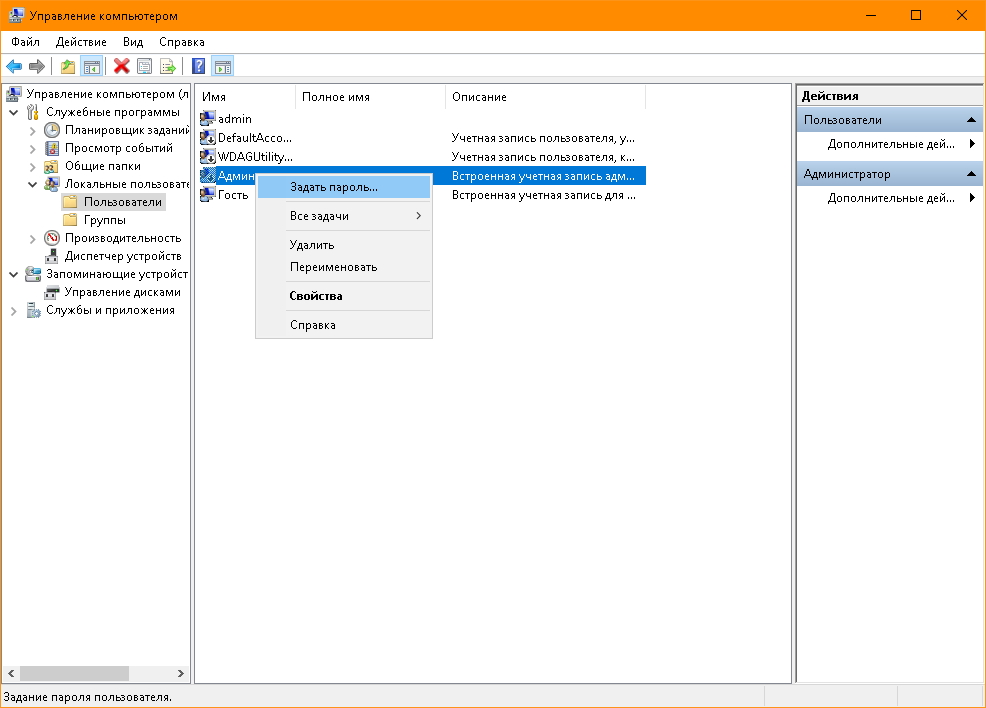 Управление компьютером
Файл Действие Вид Справка
Управление компьютером (л
Служебные программы
Планировщик заданий
Просмотр событий
Общие папки
Локальные пользовате
Пользователи
Группы
Производительность
Диспетчер устройств
Запоминающие устройст
Управление дисками
Службы и приложения
Имя Полное имя Описание
admin
DefaultAcco... Учетная запись пользователя, у...
WDAGUtility... Учетная запись пользователя, к...
Админ Встроенная учетная запись адм...
Гость Встроенная учетная запись для ...
Задать пароль...
Все задачи
Удалить
Переименовать
Свойства
Справка
Действия
Пользователи
Дополнительные дей...
Администратор
Дополнительные дей...
Задание пароля пользователя.